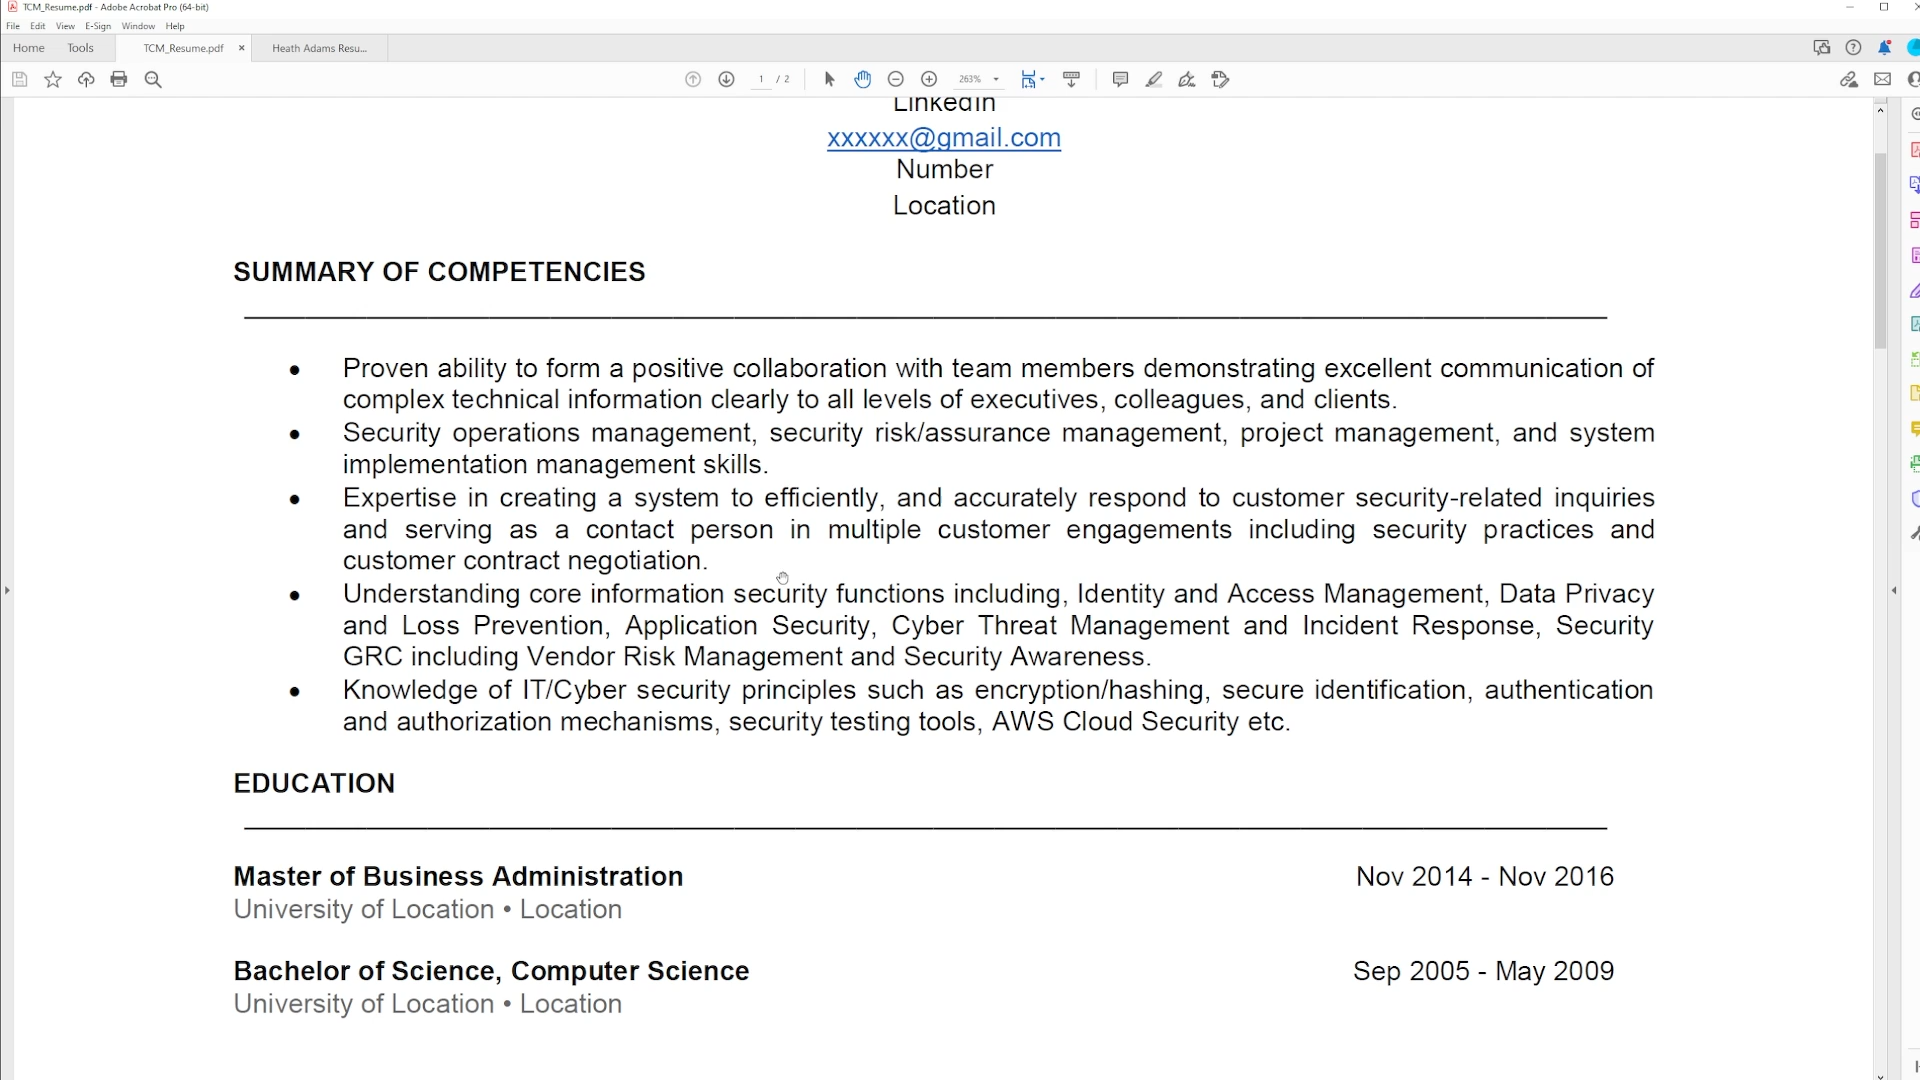 TCM_Resume.pdf - Adobe Acrobat Pro (64-bit)
File Edit View E-Sign Window Help
Home Tools TCM_Resume.pdf × Heath Adams Resu...
1 / 2 263%
LinkedIn
xxxxxx@gmail.com
Number
Location
SUMMARY OF COMPETENCIES
• Proven ability to form a positive collaboration with team members demonstrating excellent communication of
complex technical information clearly to all levels of executives, colleagues, and clients.
• Security operations management, security risk/assurance management, project management, and system
implementation management skills.
• Expertise in creating a system to efficiently, and accurately respond to customer security-related inquiries
and serving as a contact person in multiple customer engagements including security practices and
customer contract negotiation.
• Understanding core information security functions including, Identity and Access Management, Data Privacy
and Loss Prevention, Application Security, Cyber Threat Management and Incident Response, Security
GRC including Vendor Risk Management and Security Awareness.
• Knowledge of IT/Cyber security principles such as encryption/hashing, secure identification, authentication
and authorization mechanisms, security testing tools, AWS Cloud Security etc.
EDUCATION
Master of Business Administration Nov 2014 - Nov 2016
University of Location • Location
Bachelor of Science, Computer Science Sep 2005 - May 2009
University of Location • Location